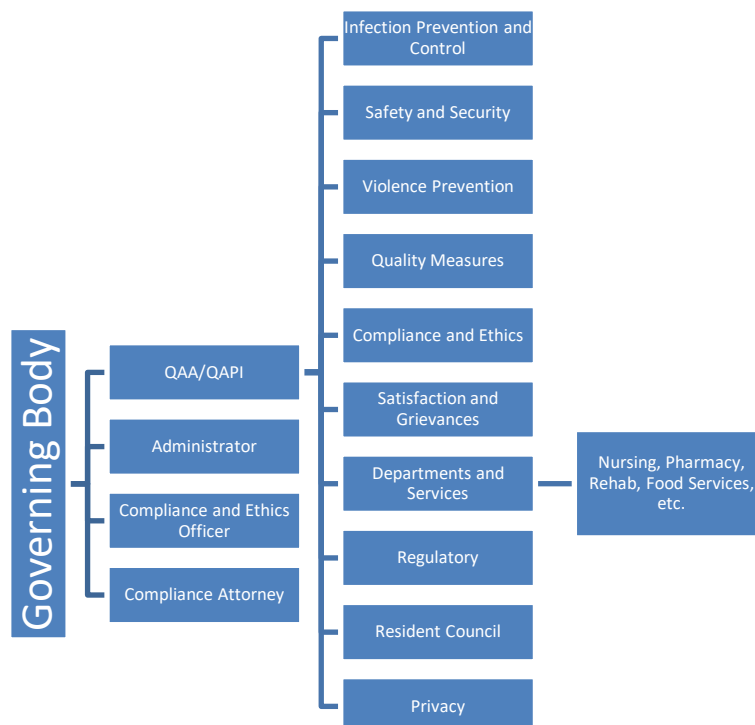 Governing Body
QAA/QAPI
Administrator
Compliance and Ethics
Officer
Compliance Attorney
Infection Prevention and
Control
Safety and Security
Violence Prevention
Quality Measures
Compliance and Ethics
Satisfaction and
Grievances
Departments and
Services
Regulatory
Resident Council
Privacy
Nursing, Pharmacy,
Rehab, Food Services,
etc.